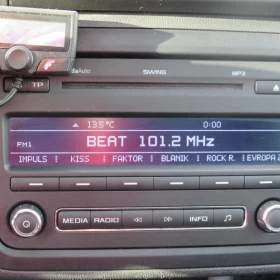 SWING MP3
TP
13.5°C 0:00
FM1 BEAT 101.2 MHz
IMPULS KISS FAKTOR BLANIK ROCK R. EVROPA 2
MEDIA RADIO INFO